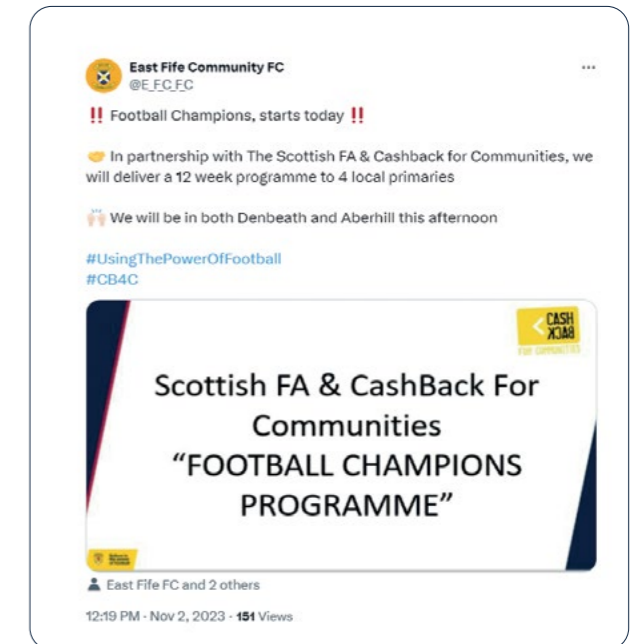 East Fife Community FC
@E_FC_FC
‼ Football Champions, starts today ‼
🤝 In partnership with The Scottish FA & Cashback for Communities, we
will deliver a 12 week programme to 4 local primaries
🙌🏻 We will be in both Denbeath and Aberhill this afternoon
#UsingThePowerOfFootball
#CB4C
CASH
BACK
FOR COMMUNITIES
Scottish FA & CashBack For
Communities
“FOOTBALL CHAMPIONS
PROGRAMME”
East Fife FC and 2 others
12:19 PM · Nov 2, 2023 · 151 Views